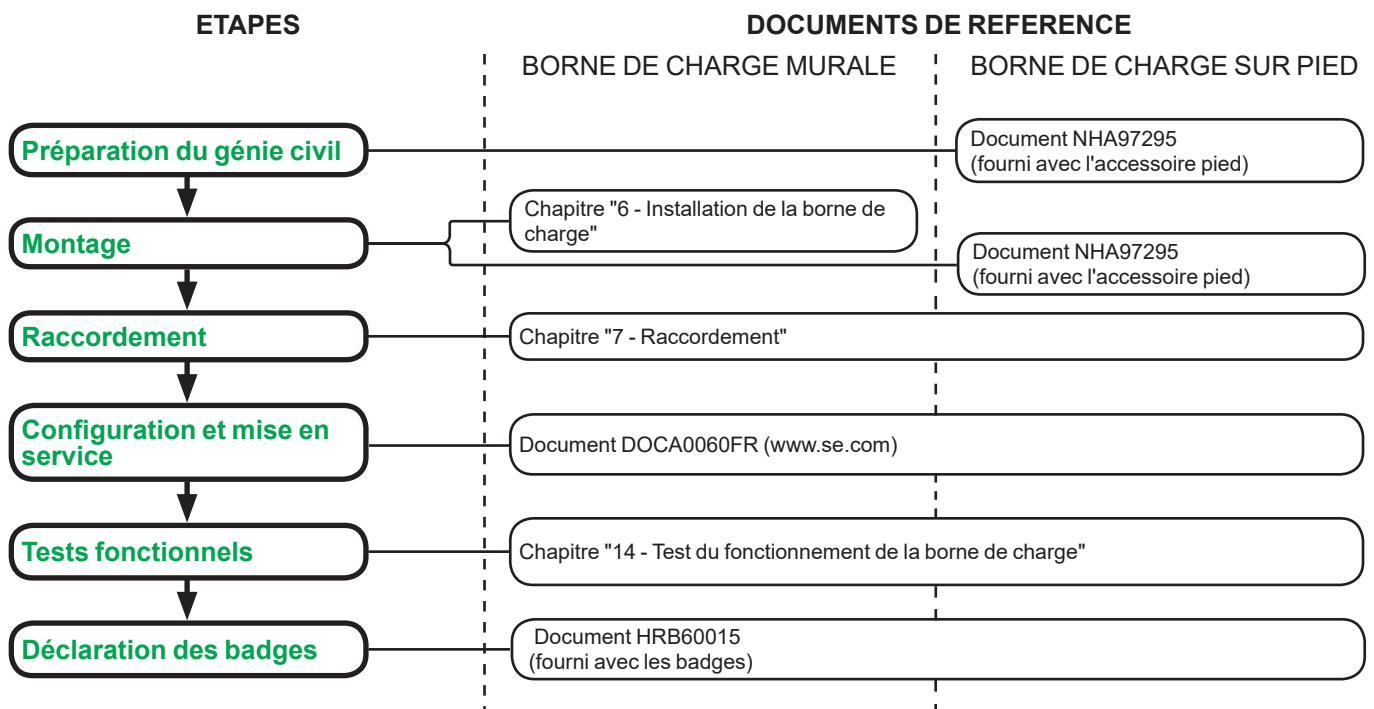 ETAPES
DOCUMENTS DE REFERENCE
BORNE DE CHARGE MURALE
BORNE DE CHARGE SUR PIED
Préparation du génie civil
Document NHA97295
(fourni avec l'accessoire pied)
Montage
Chapitre "6 - Installation de la borne de
charge"
Document NHA97295
(fourni avec l'accessoire pied)
Raccordement
Chapitre "7 - Raccordement"
Configuration et mise en
service
Document DOCA0060FR (www.se.com)
Tests fonctionnels
Chapitre "14 - Test du fonctionnement de la borne de charge"
Déclaration des badges
Document HRB60015
(fourni avec les badges)